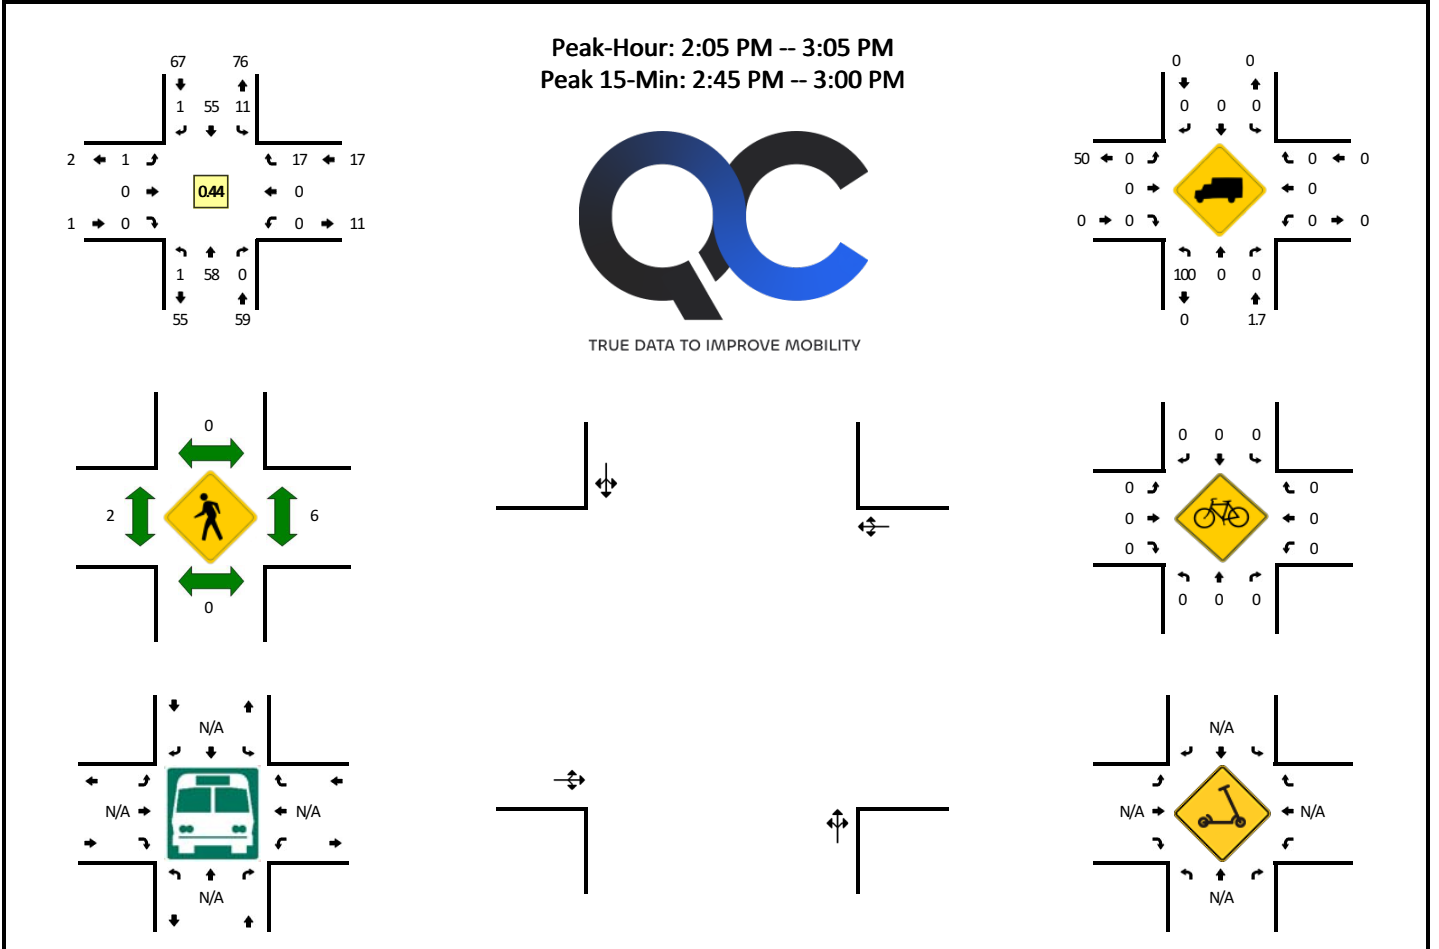 Peak-Hour: 2:05 PM -- 3:05 PM
Peak 15-Min: 2:45 PM -- 3:00 PM
67 76
1 55 11
2 1 17 17
0 0.44 0
1 0 0 11
1 58 0
55 59
QC
TRUE DATA TO IMPROVE MOBILITY
0 0
0 0 0
50 0 0 0
0 0
0 0 0 0
100 0 0
0 1.7
0
2 6
0
0 0 0
0 0
0 0
0 0
0 0 0
N/A
N/A N/A
N/A
N/A
N/A N/A
N/A